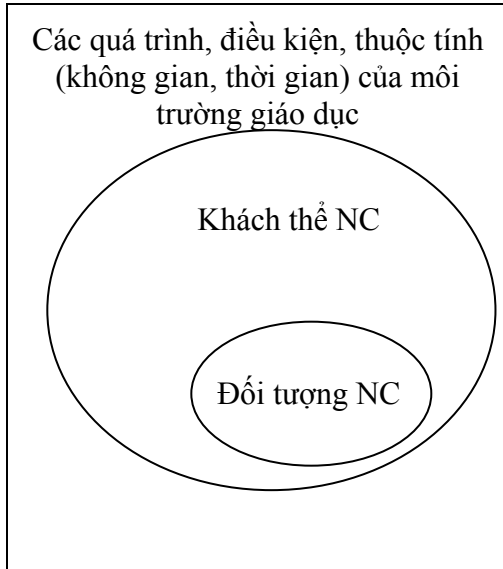 Các quá trình, điều kiện, thuộc tính
(không gian, thời gian) của môi
trường giáo dục
Khách thể NC
Đối tượng NC